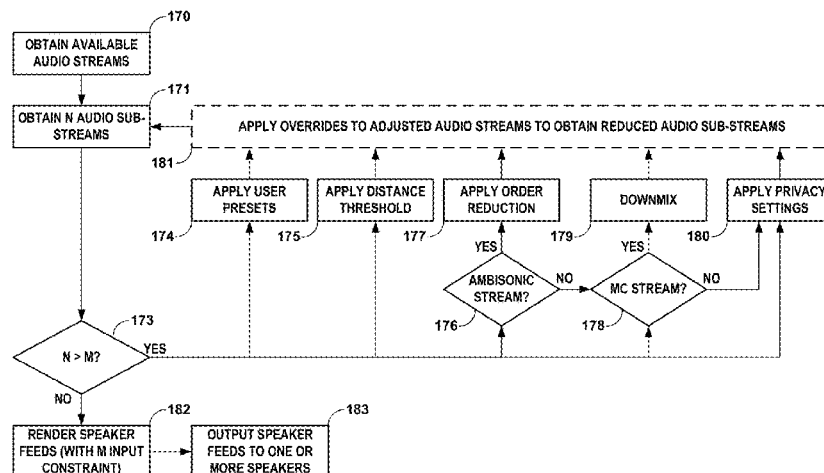 170
OBTAIN AVAILABLE
AUDIO STREAMS
171
OBTAIN N AUDIO SUB-
STREAMS
APPLY OVERRIDES TO ADJUSTED AUDIO STREAMS TO OBTAIN REDUCED AUDIO SUB-STREAMS
181
APPLY USER
PRESETS
174
APPLY DISTANCE
THRESHOLD
175
APPLY ORDER
REDUCTION
177
DOWNMIX
179
APPLY PRIVACY
SETTINGS
180
YES
AMBISONIC
STREAM?
176
NO
YES
MC STREAM?
178
NO
173
N > M?
YES
NO
182
RENDER SPEAKER
FEEDS (WITH M INPUT
CONSTRAINT)
183
OUTPUT SPEAKER
FEEDS TO ONE OR
MORE SPEAKERS